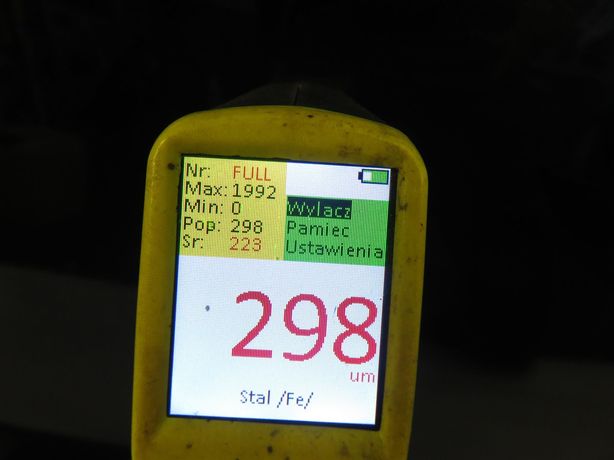 Nr: FULL
Max: 1992
Min: 0
Pop: 298
Sr: 223
Wylacz
Pamiec
Ustawienia
298
um
Stal /Fe/